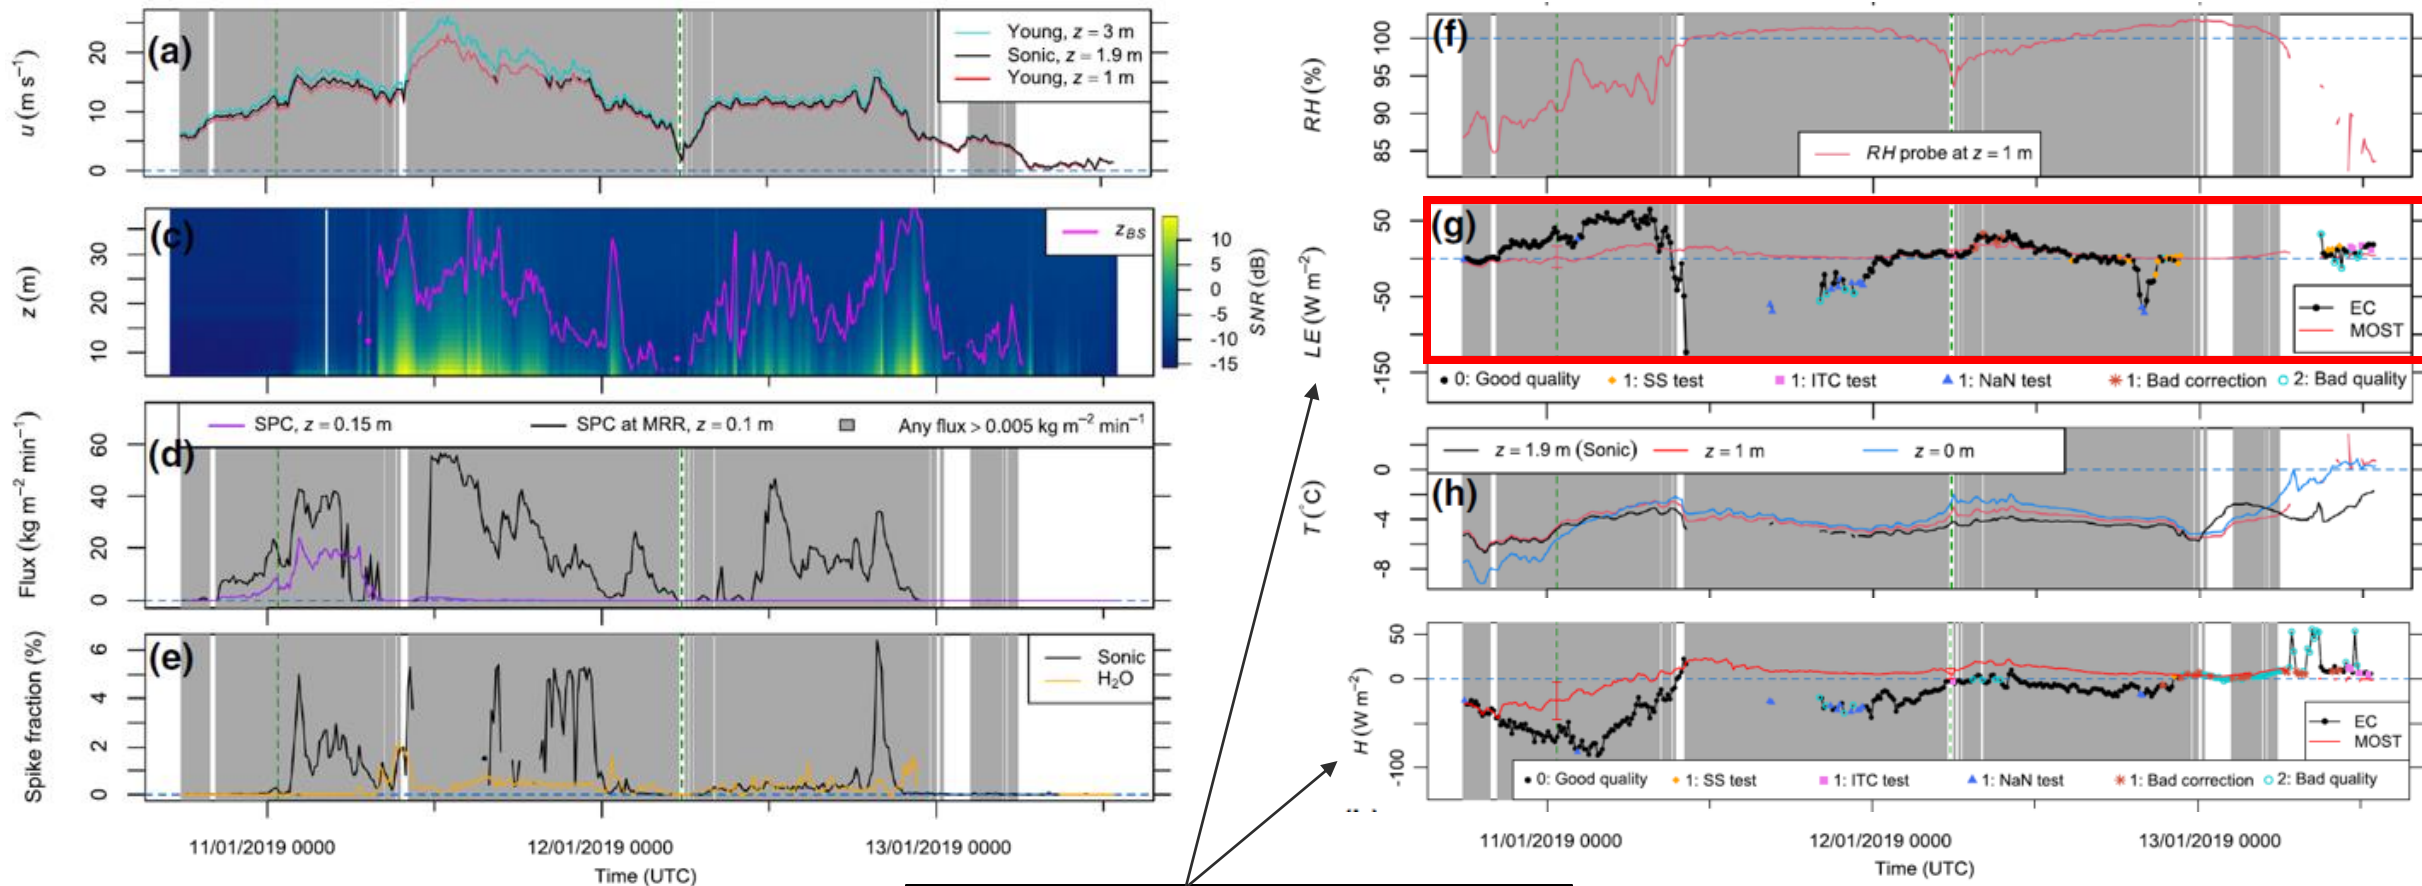 (a)
u (m s⁻¹)
20
10
0
Young, z = 3 m
Sonic, z = 1.9 m
Young, z = 1 m
(c)
z (m)
30
20
10
z_BS
10
5
0
-5
-10
-15
SNR (dB)
(d)
Flux (kg m⁻² min⁻¹)
60
40
20
0
SPC, z = 0.15 m
SPC at MRR, z = 0.1 m
Any flux > 0.005 kg m⁻² min⁻¹
(e)
Spike fraction (%)
6
4
2
0
Sonic
H₂O
11/01/2019 0000
12/01/2019 0000
13/01/2019 0000
Time (UTC)
(f)
RH (%)
100
95
90
85
RH probe at z = 1 m
(g)
LE (W m⁻²)
50
-50
-150
EC
MOST
0: Good quality
1: SS test
1: ITC test
1: NaN test
1: Bad correction
2: Bad quality
(h)
T (°C)
0
-4
-8
z = 1.9 m (Sonic)
z = 1 m
z = 0 m
H (W m⁻²)
50
0
-100
EC
MOST
0: Good quality
1: SS test
1: ITC test
1: NaN test
1: Bad correction
2: Bad quality
11/01/2019 0000
12/01/2019 0000
13/01/2019 0000
Time (UTC)